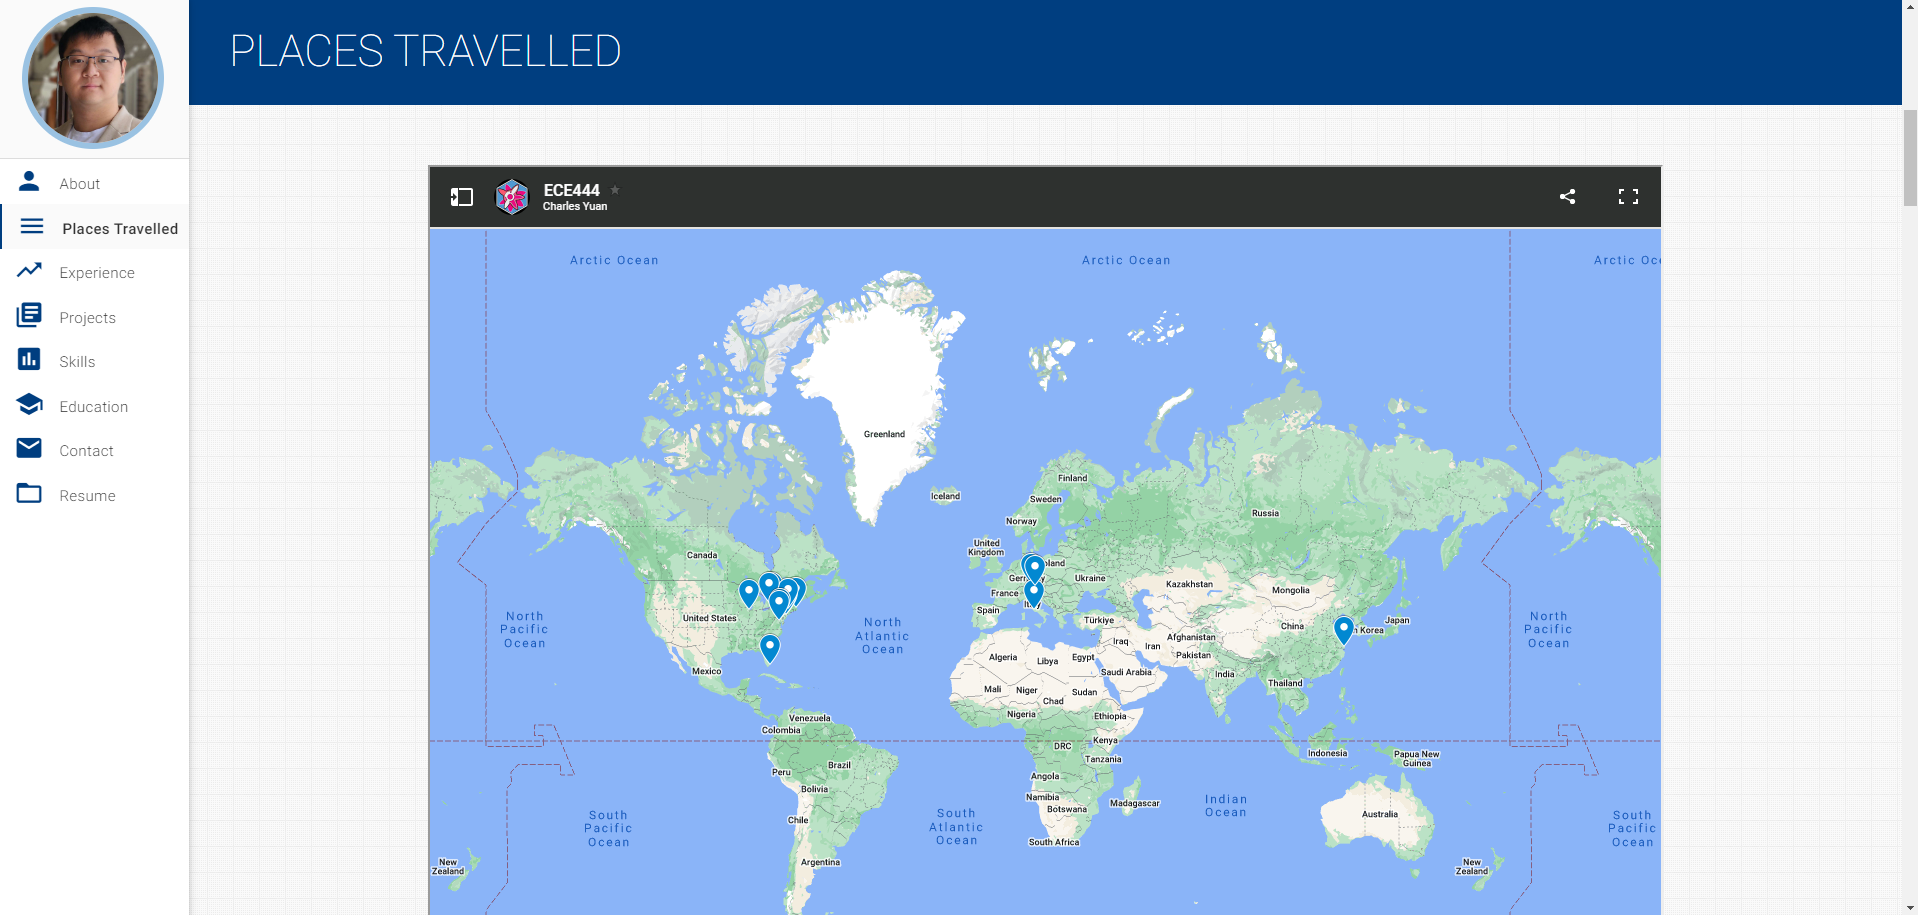 PLACES TRAVELLED
About
Places Travelled
Experience
Projects
Skills
Education
Contact
Resume
ECE444
Charles Yuan
Arctic Ocean
Arctic Ocean
Arctic Oce
Greenland
Iceland
Finland
Sweden
Norway
Russia
United
Kingdom
Canada
Ukraine
Kazakhstan
Mongolia
France
Spain
United States
Türkiye
China
Korea
Japan
North
Pacific
Ocean
North
Atlantic
Ocean
North
Pacific
Ocean
Iraq
Iran
Afghanistan
Pakistan
Algeria
Libya
Egypt
Saudi Arabia
India
Mexico
Mali
Niger
Chad
Sudan
Thailand
Nigeria
Ethiopia
Venezuela
Colombia
DRC
Kenya
Tanzania
Indonesia
Papua New
Guinea
Peru
Brazil
Bolivia
Angola
Namibia
Botswana
Madagascar
Indian
Ocean
Australia
Chile
South
Pacific
Ocean
South
Atlantic
Ocean
South
Pacific
Ocean
South Africa
Argentina
New
Zealand
New
Zealand